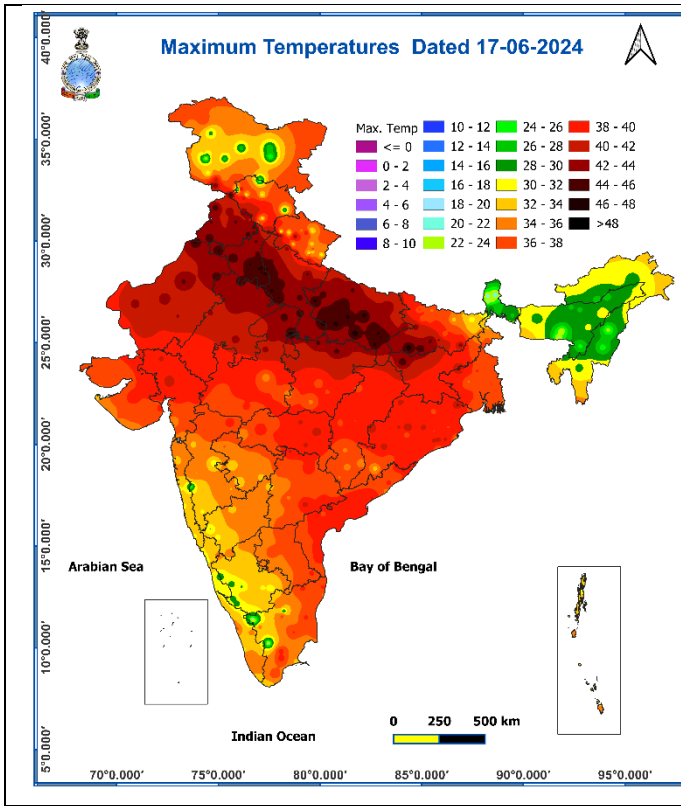 Maximum Temperatures Dated 17-06-2024
40°0.000'
35°0.000'
30°0.000'
25°0.000'
20°0.000'
15°0.000'
10°0.000'
5°0.000'
Max. Temp
<= 0
0 - 2
2 - 4
4 - 6
6 - 8
8 - 10
10 - 12
12 - 14
14 - 16
16 - 18
18 - 20
20 - 22
22 - 24
24 - 26
26 - 28
28 - 30
30 - 32
32 - 34
34 - 36
36 - 38
38 - 40
40 - 42
42 - 44
44 - 46
46 - 48
>48
Arabian Sea
Bay of Bengal
Indian Ocean
0 250 500 km
70°0.000' 75°0.000' 80°0.000' 85°0.000' 90°0.000' 95°0.000'